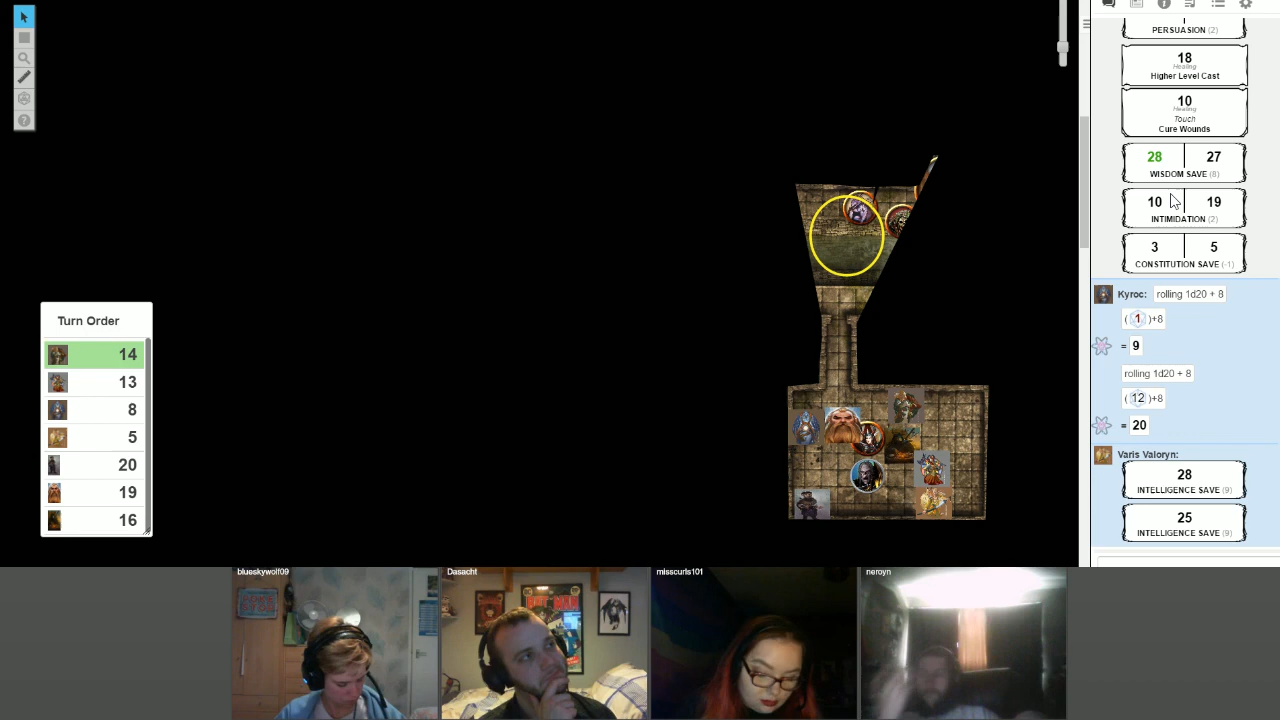 PERSUASION (2)
18
Healing
Higher Level Cast
10
Healing
Touch
Cure Wounds
28 27
WISDOM SAVE (8)
10 19
INTIMIDATION (2)
3 5
CONSTITUTION SAVE (-1)
Kyroc: rolling 1d20 + 8
(1)+8
= 9
rolling 1d20 + 8
(12)+8
= 20
Varis Valoryn:
28
INTELLIGENCE SAVE (9)
25
INTELLIGENCE SAVE (9)
Turn Order
14
13
8
5
20
19
16
blueskywolf09
Dasacht
misscurls101
neroyn
BATMAN